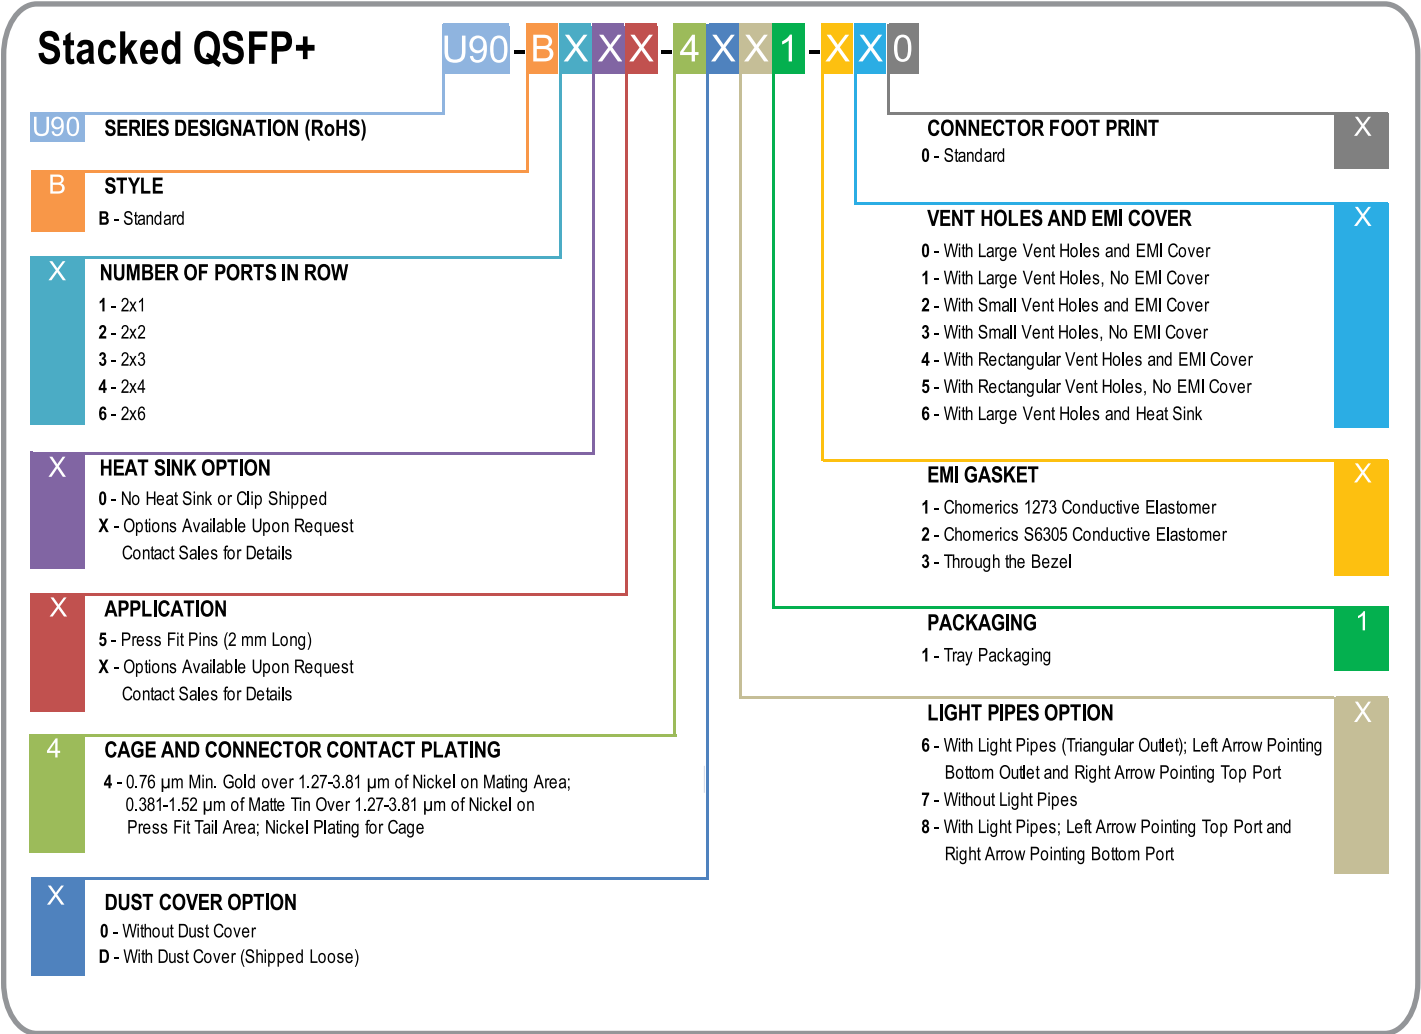 Stacked QSFP+
U90-BXXX-4XX1-XX0
U90 SERIES DESIGNATION (RoHS)
B STYLE
B - Standard
X NUMBER OF PORTS IN ROW
1 - 2x1
2 - 2x2
3 - 2x3
4 - 2x4
6 - 2x6
X HEAT SINK OPTION
0 - No Heat Sink or Clip Shipped
X - Options Available Upon Request
Contact Sales for Details
X APPLICATION
5 - Press Fit Pins (2 mm Long)
X - Options Available Upon Request
Contact Sales for Details
4 CAGE AND CONNECTOR CONTACT PLATING
4 - 0.76 µm Min. Gold over 1.27-3.81 µm of Nickel on Mating Area;
0.381-1.52 µm of Matte Tin Over 1.27-3.81 µm of Nickel on
Press Fit Tail Area; Nickel Plating for Cage
X DUST COVER OPTION
0 - Without Dust Cover
D - With Dust Cover (Shipped Loose)
CONNECTOR FOOT PRINT X
0 - Standard
VENT HOLES AND EMI COVER X
0 - With Large Vent Holes and EMI Cover
1 - With Large Vent Holes, No EMI Cover
2 - With Small Vent Holes and EMI Cover
3 - With Small Vent Holes, No EMI Cover
4 - With Rectangular Vent Holes and EMI Cover
5 - With Rectangular Vent Holes, No EMI Cover
6 - With Large Vent Holes and Heat Sink
EMI GASKET X
1 - Chomerics 1273 Conductive Elastomer
2 - Chomerics S6305 Conductive Elastomer
3 - Through the Bezel
PACKAGING 1
1 - Tray Packaging
LIGHT PIPES OPTION X
6 - With Light Pipes (Triangular Outlet); Left Arrow Pointing
Bottom Outlet and Right Arrow Pointing Top Port
7 - Without Light Pipes
8 - With Light Pipes; Left Arrow Pointing Top Port and
Right Arrow Pointing Bottom Port